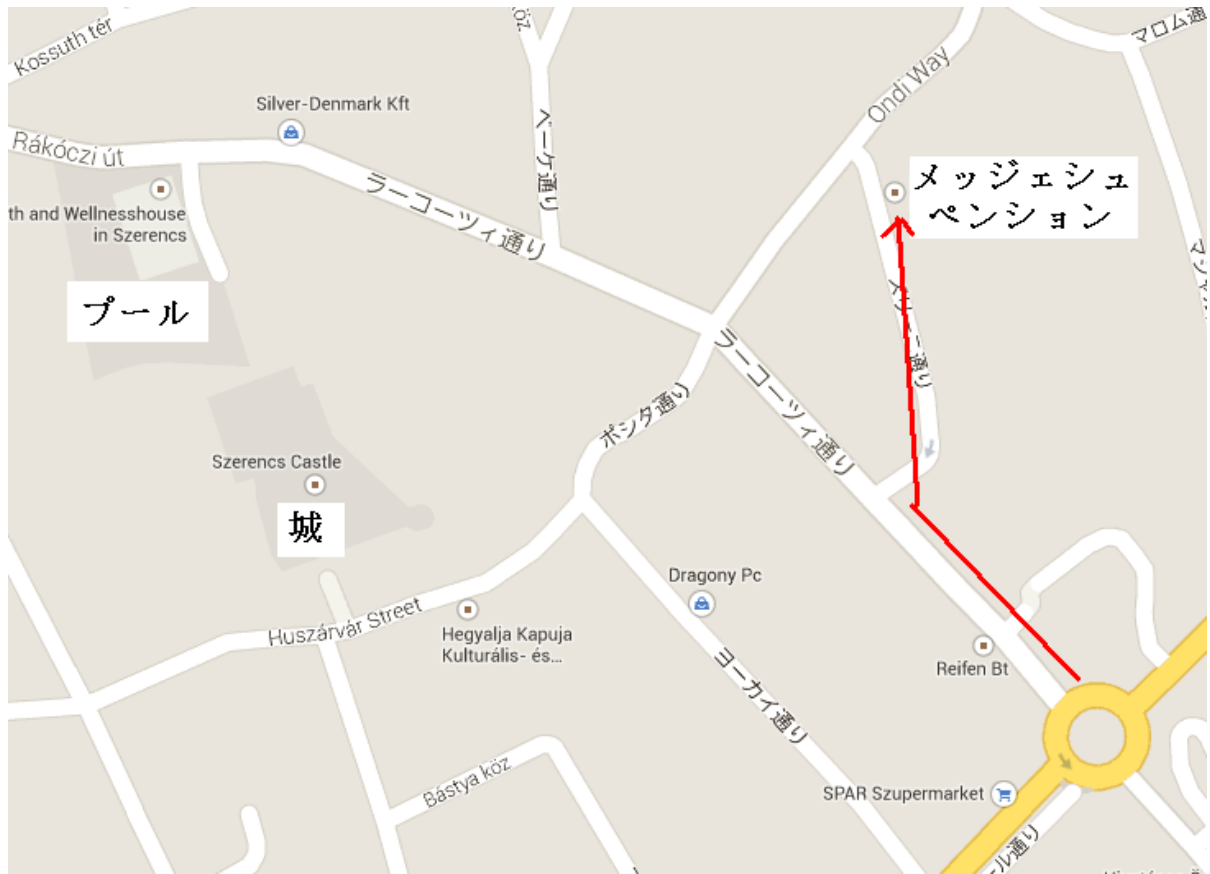 Kossuth tér
köz
マロム通
Silver-Denmark Kft
Ondi Way
Rákóczi út
ベーケ通り
メッジェシュ
ペンション
th and Wellnesshouse
in Szerencs
ラーコーツィ通り
プール
ラーコーツィ通り
ポシタ通り
Szerencs Castle
城
Dragony Pc
Huszárvár Street
Hegyalja Kapuja
Kulturális- és...
Reifen Bt
ヨーカイ通り
Bástya köz
SPAR Szupermarket
ール通り